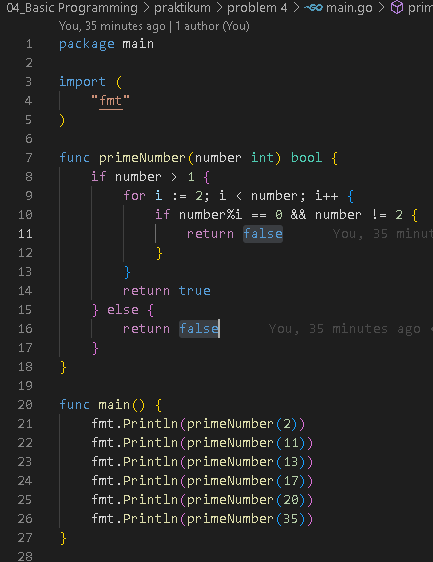 04_Basic Programming > praktikum > problem 4 > main.go > prim
You, 35 minutes ago | 1 author (You)
1 package main
2
3 import (
4     "fmt"
5 )
6
7 func primeNumber(number int) bool {
8     if number > 1 {
9         for i := 2; i < number; i++ {
10             if number%i == 0 && number != 2 {
11                 return false    You, 35 minut
12             }
13         }
14         return true
15     } else {
16         return false    You, 35 minutes ago
17     }
18 }
19
20 func main() {
21     fmt.Println(primeNumber(2))
22     fmt.Println(primeNumber(11))
23     fmt.Println(primeNumber(13))
24     fmt.Println(primeNumber(17))
25     fmt.Println(primeNumber(20))
26     fmt.Println(primeNumber(35))
27 }
28